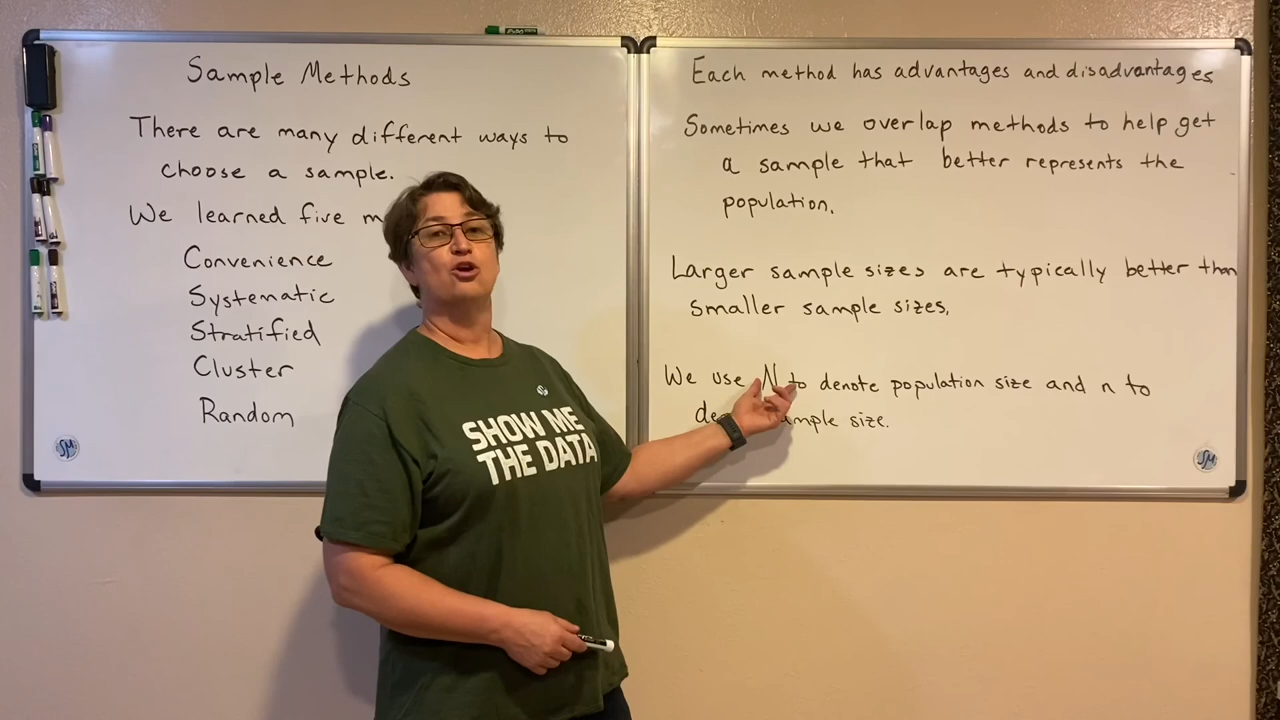 Sample Methods
There are many different ways to
choose a sample.
We learned five
Convenience
Systematic
Stratified
Cluster
Random
Each method has advantages and disadvantages
Sometimes we overlap methods to help get
a sample that better represents the
population.
Larger sample sizes are typically better than
smaller sample sizes.
We use N to denote population size and n to
size.
SHOW ME
THE DATA
SM
SM
EXPO